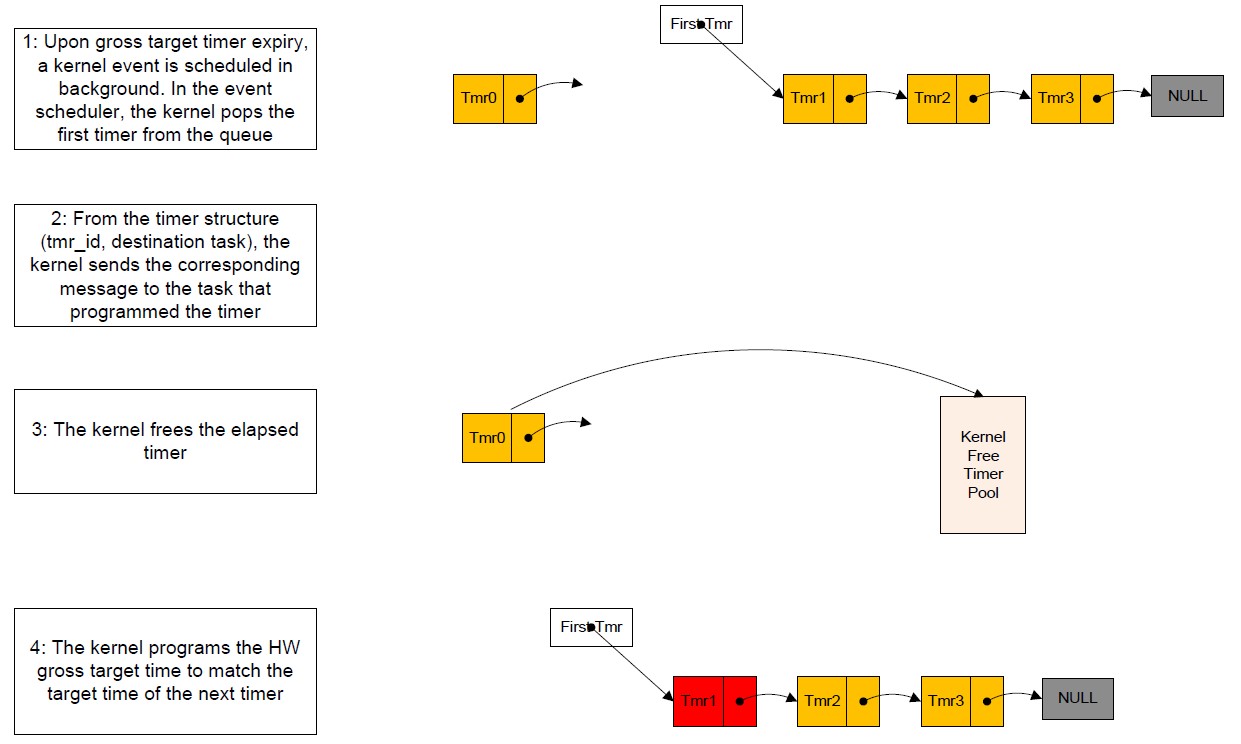 First Tmr
1: Upon gross target timer expiry,
a kernel event is scheduled in
background. In the event
scheduler, the kernel pops the
first timer from the queue
Tmr0
Tmr1
Tmr2
Tmr3
NULL
2: From the timer structure
(tmr_id, destination task), the
kernel sends the corresponding
message to the task that
programmed the timer
3: The kernel frees the elapsed
timer
Tmr0
Kernel
Free
Timer
Pool
4: The kernel programs the HW
gross target time to match the
target time of the next timer
First Tmr
Tmr1
Tmr2
Tmr3
NULL